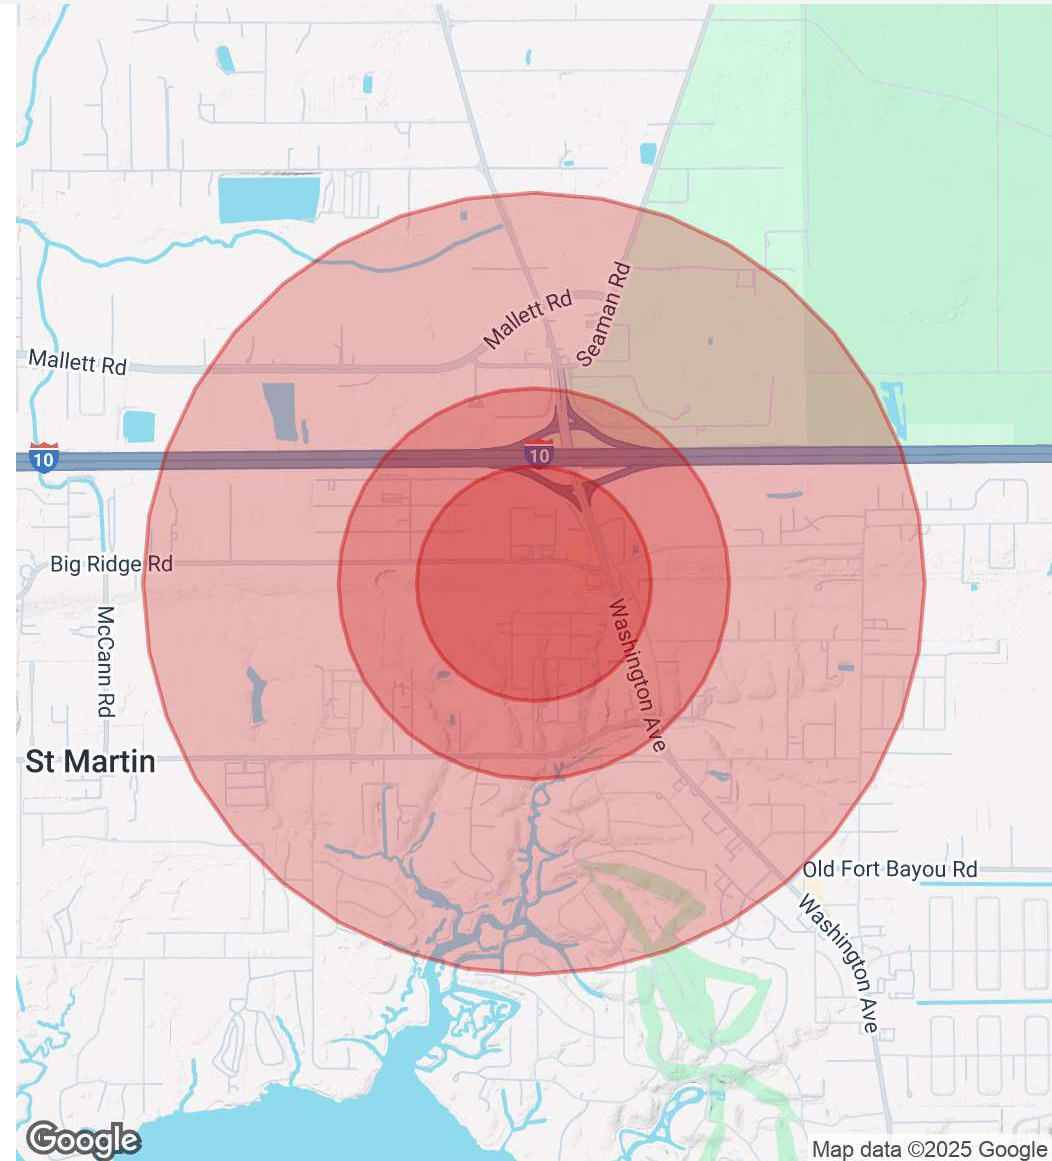 Seaman Rd
Mallett Rd
Mallett Rd
10
10
Big Ridge Rd
McCann Rd
Washington Ave
St Martin
Old Fort Bayou Rd
Washington Ave
Google
Map data ©2025 Google